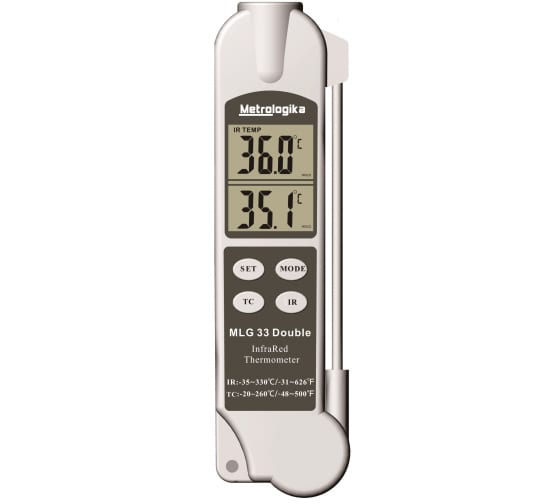 Metrologika
IR TEMP
36.0°C
35.1°C
SET MODE
TC IR
MLG 33 Double
InfraRed
Thermometer
IR:-35~330℃/-31~626℉
TC:-20~260℃/-48~500℉